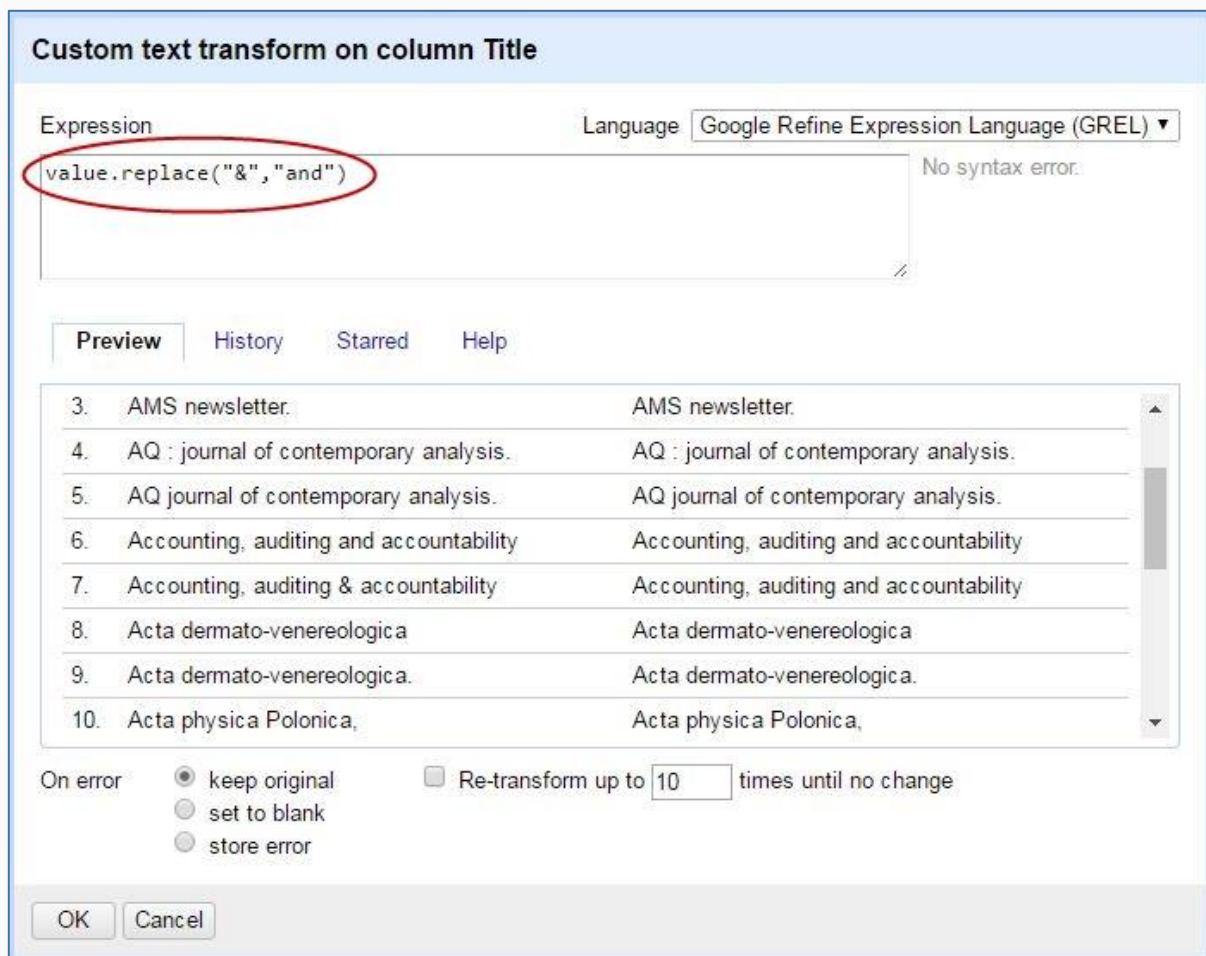 Custom text transform on column Title
Expression Language Google Refine Expression Language (GREL)
value.replace("&","and") No syntax error.
Preview History Starred Help
3. AMS newsletter. AMS newsletter.
4. AQ : journal of contemporary analysis. AQ : journal of contemporary analysis.
5. AQ journal of contemporary analysis. AQ journal of contemporary analysis.
6. Accounting, auditing and accountability Accounting, auditing and accountability
7. Accounting, auditing & accountability Accounting, auditing and accountability
8. Acta dermato-venereologica Acta dermato-venereologica
9. Acta dermato-venereologica. Acta dermato-venereologica.
10. Acta physica Polonica, Acta physica Polonica,
On error keep original Re-transform up to 10 times until no change
set to blank
store error
OK Cancel